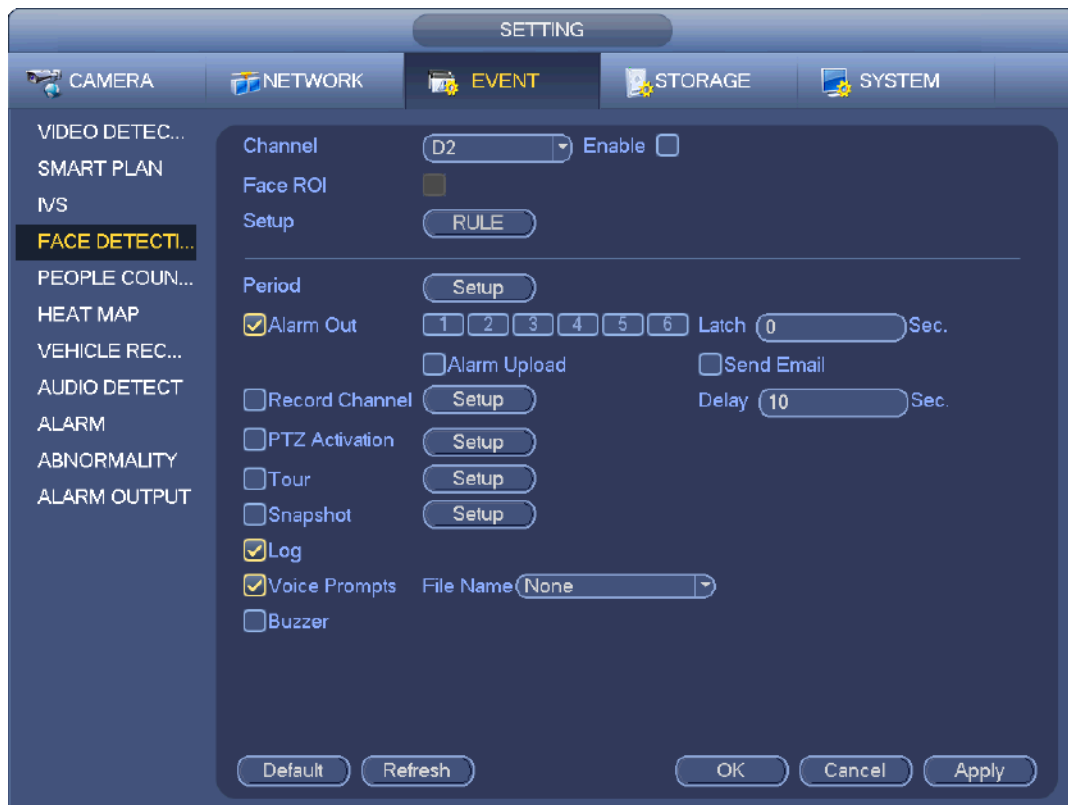 SETTING
CAMERA NETWORK EVENT STORAGE SYSTEM
VIDEO DETEC...
SMART PLAN
IVS
FACE DETECTI...
PEOPLE COUN...
HEAT MAP
VEHICLE REC...
AUDIO DETECT
ALARM
ABNORMALITY
ALARM OUTPUT
Channel D2 Enable
Face ROI
Setup RULE
Period Setup
Alarm Out 1 2 3 4 5 6 Latch 0 Sec.
Alarm Upload Send Email
Record Channel Setup Delay 10 Sec.
PTZ Activation Setup
Tour Setup
Snapshot Setup
Log
Voice Prompts File Name None
Buzzer
Default Refresh OK Cancel Apply